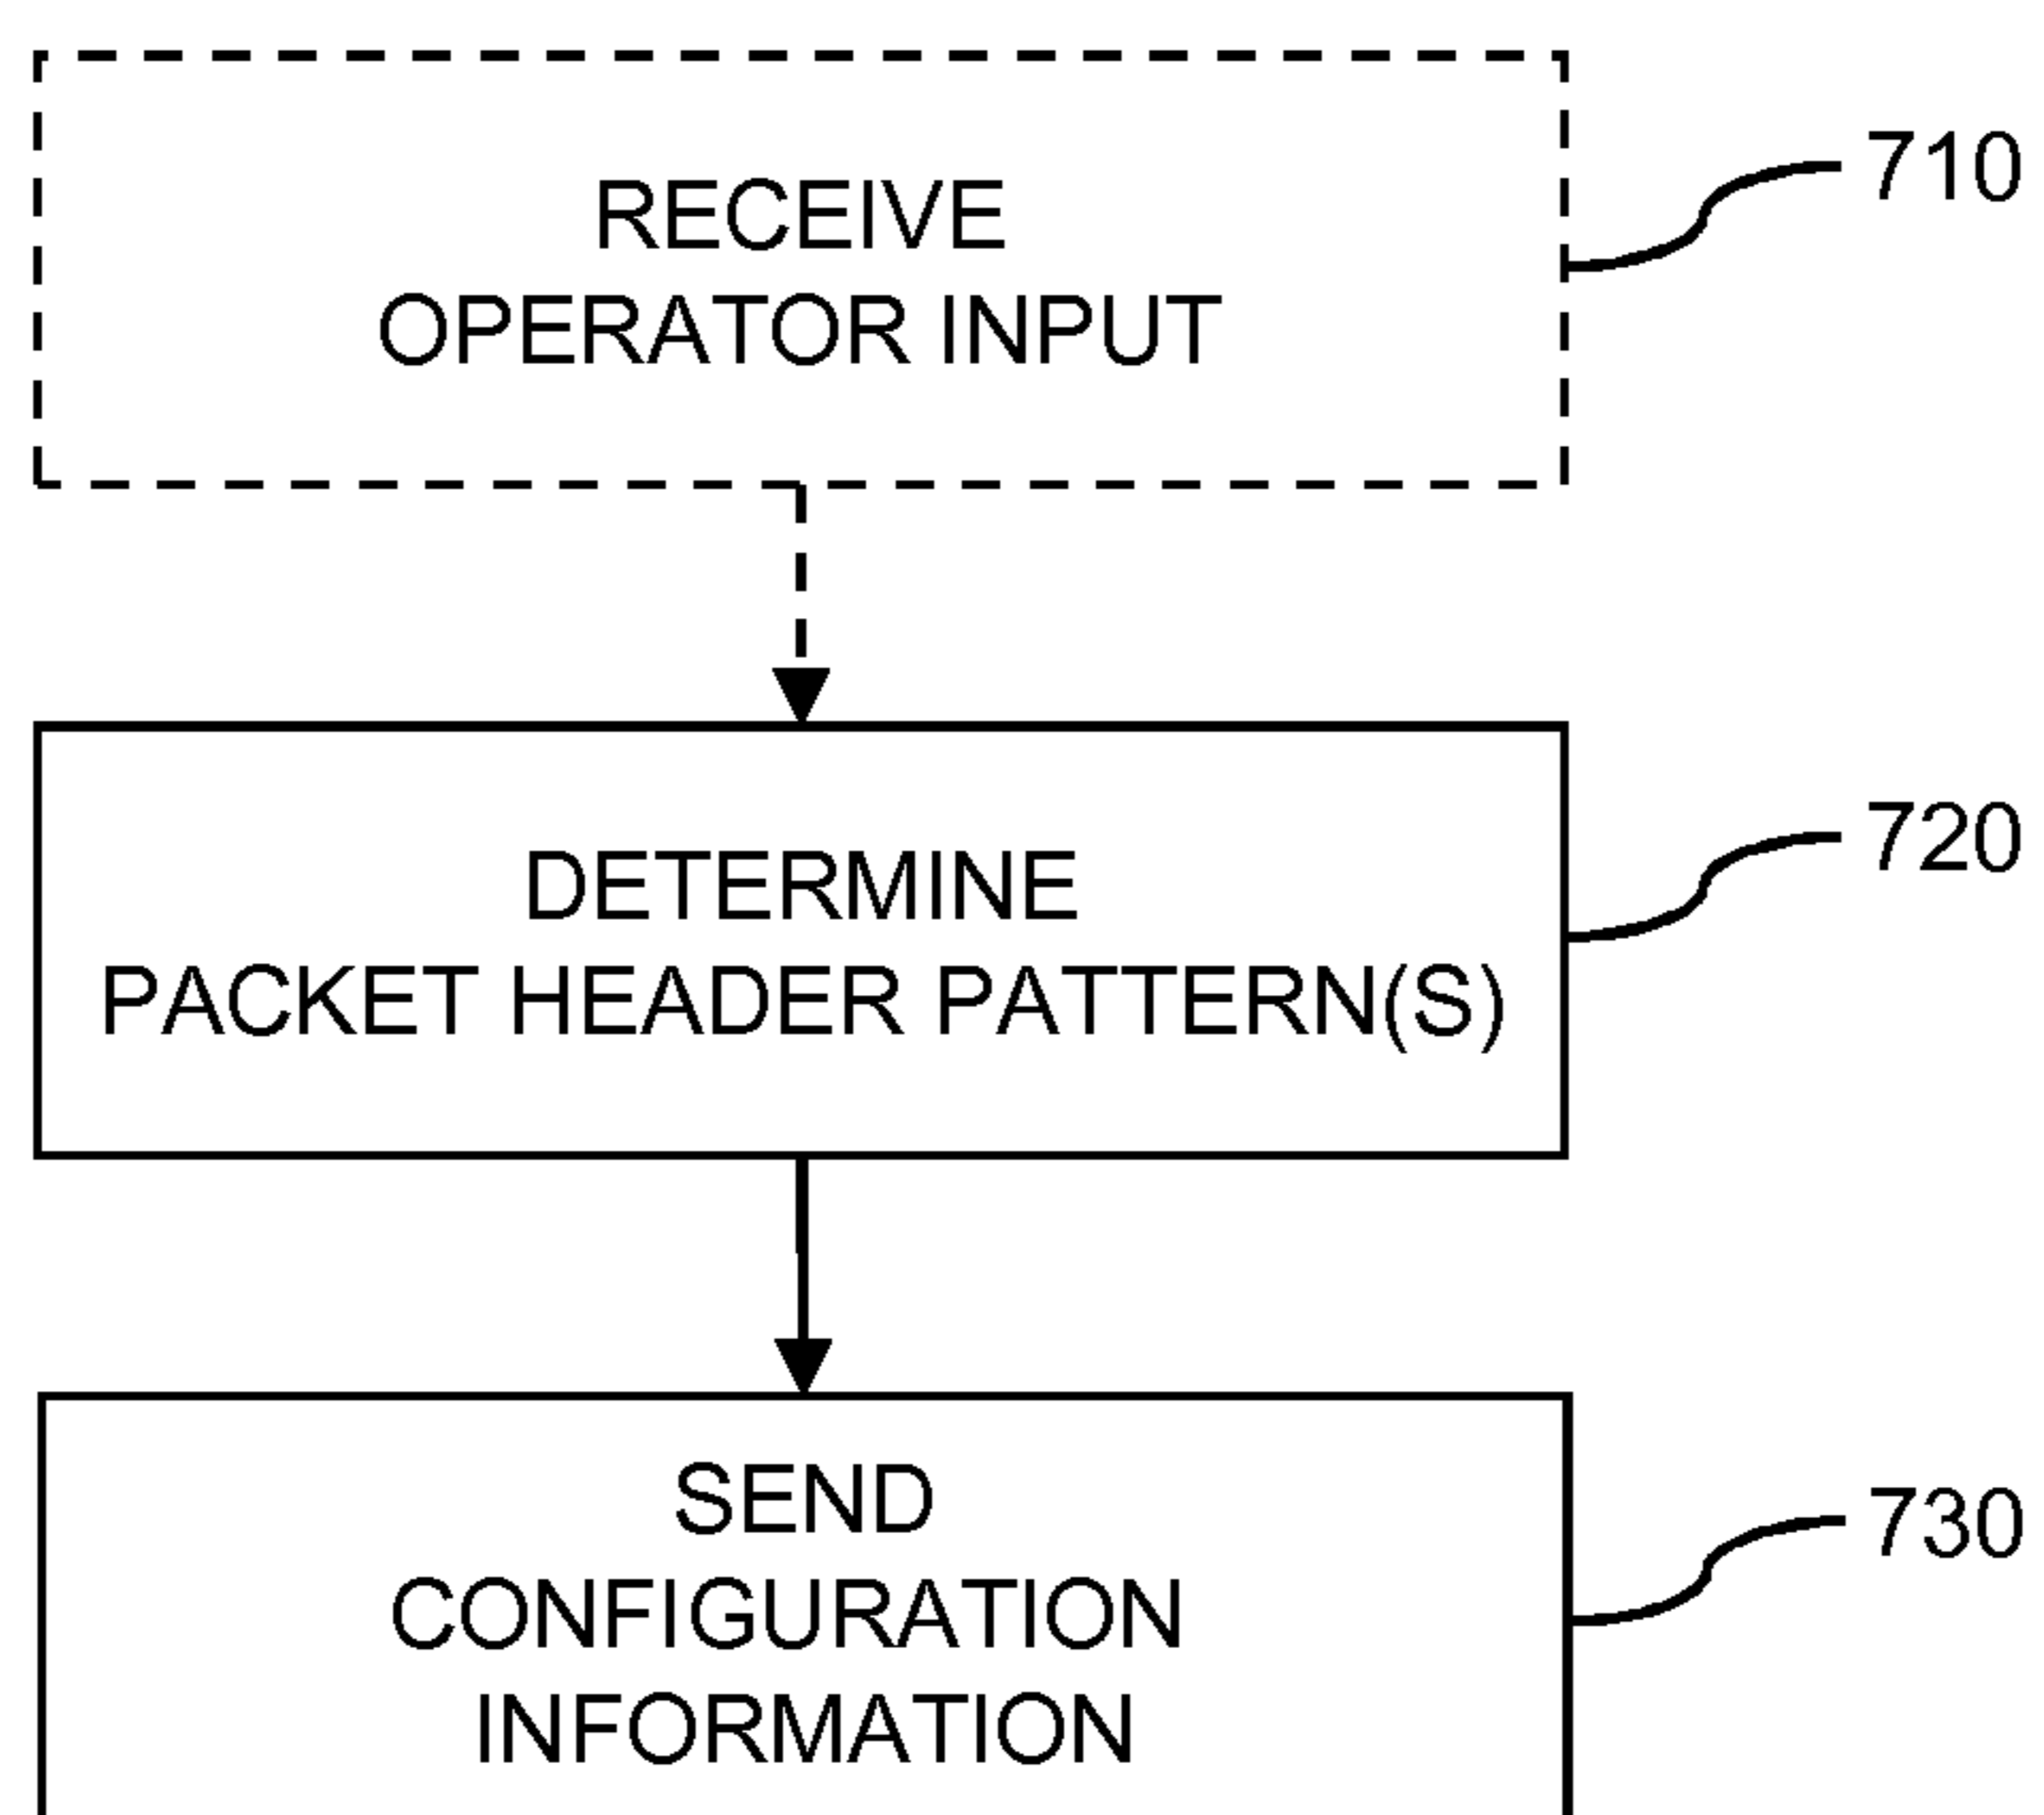 RECEIVE
OPERATOR INPUT
710
DETERMINE
PACKET HEADER PATTERN(S)
720
SEND
CONFIGURATION
INFORMATION
730